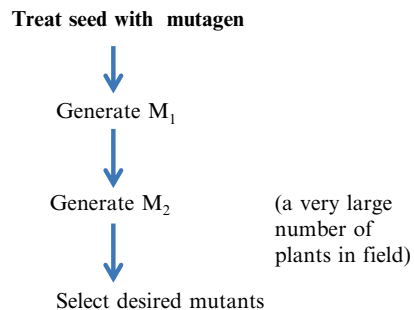 Treat seed with mutagen
Generate M₁
Generate M₂
(a very large
number of
plants in field)
Select desired mutants